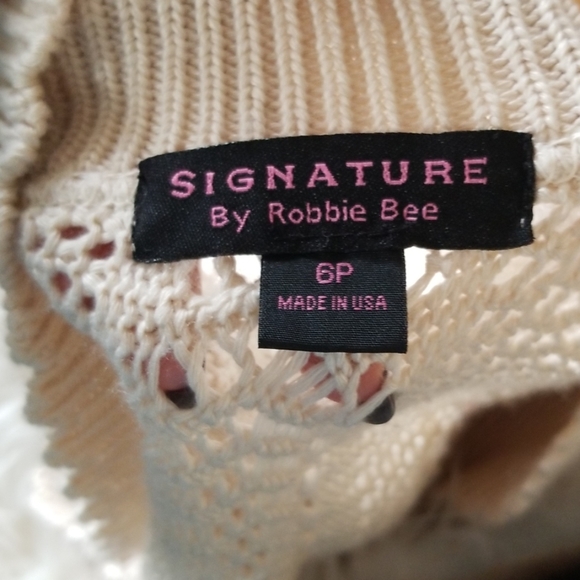 SIGNATURE
By Robbie Bee
6P
MADE IN USA